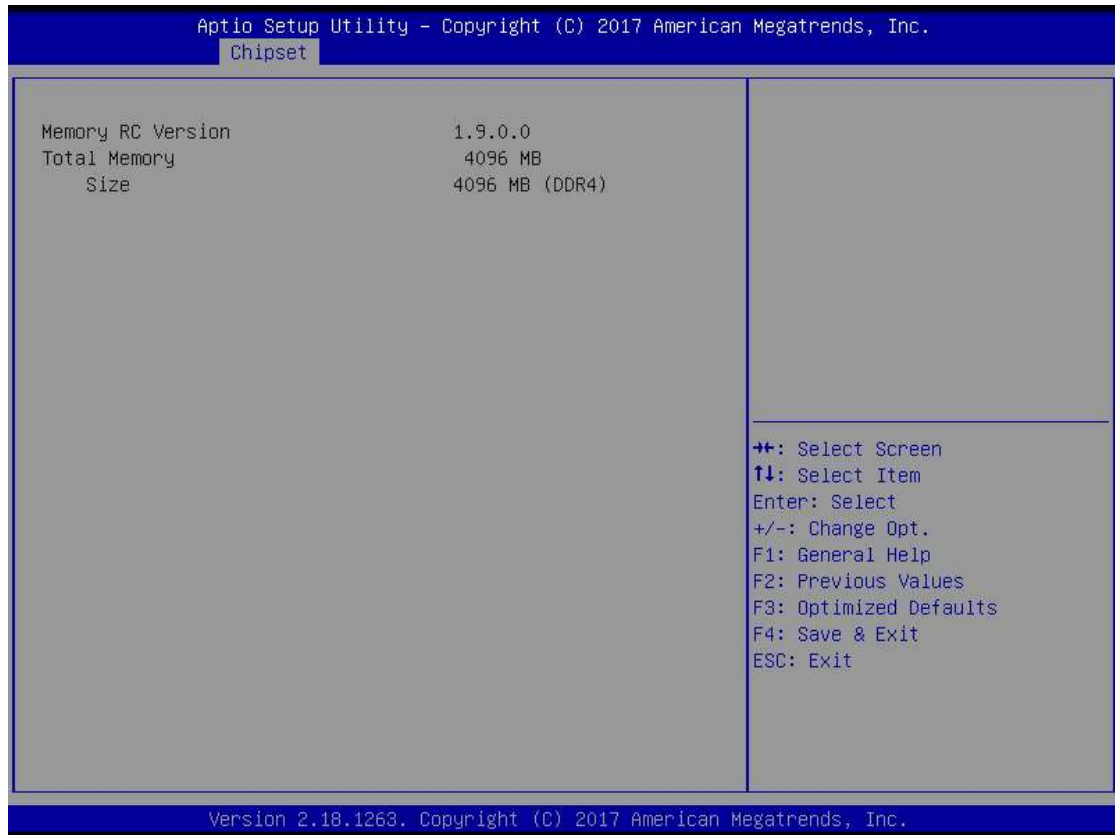 Aptio Setup Utility – Copyright (C) 2017 American Megatrends, Inc.
Chipset
Memory RC Version 1.9.0.0
Total Memory 4096 MB
Size 4096 MB (DDR4)
→←: Select Screen
↑↓: Select Item
Enter: Select
+/-: Change Opt.
F1: General Help
F2: Previous Values
F3: Optimized Defaults
F4: Save & Exit
ESC: Exit
Version 2.18.1263. Copyright (C) 2017 American Megatrends, Inc.